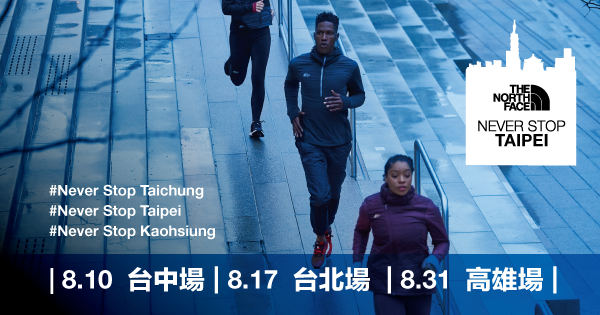 THE
NORTH
FACE
NEVER STOP
TAIPEI
#Never Stop Taichung
#Never Stop Taipei
#Never Stop Kaohsiung
| 8.10 台中場 | 8.17 台北場 | 8.31 高雄場 |